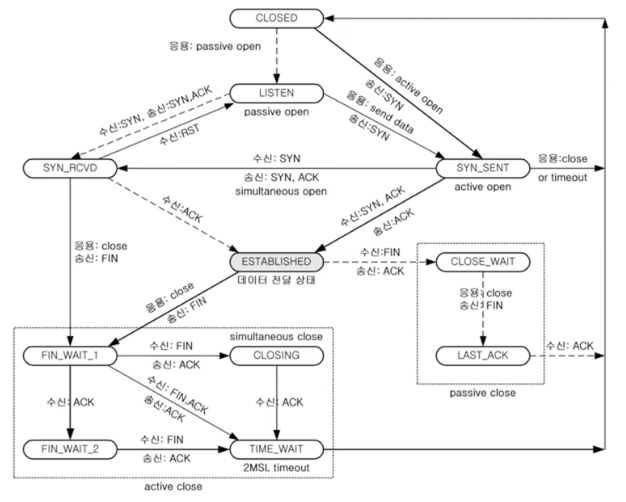 CLOSED
응용: passive open
응용: active open
송신:SYN
LISTEN
passive open
수신:SYN, 송신:SYN,ACK
수신:RST
응용: send data
송신:SYN
SYN_RCVD
수신: SYN
송신: SYN, ACK
simultaneous open
SYN_SENT
active open
응용:close
or timeout
수신:ACK
수신:SYN, ACK
송신:ACK
응용: close
송신: FIN
ESTABLISHED
데이터 전달 상태
수신:FIN
송신: ACK
CLOSE_WAIT
응용: close
송신: FIN
응용: close
송신: FIN
simultaneous close
FIN_WAIT_1
수신: FIN
송신: ACK
CLOSING
LAST_ACK
수신: ACK
passive close
수신: ACK
수신: FIN,ACK
송신:ACK
수신: ACK
FIN_WAIT_2
수신: FIN
송신: ACK
TIME_WAIT
2MSL timeout
active close